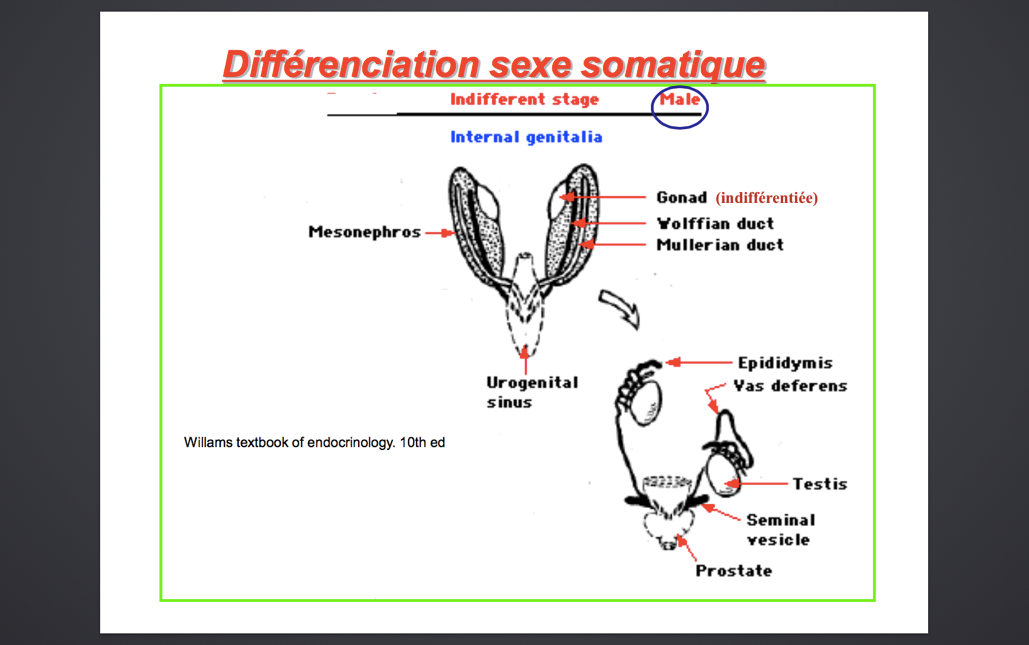 Différenciation sexe somatique
Indifferent stage
Male
Internal genitalia
Gonad (indifférentiée)
Wolffian duct
Mullerian duct
Mesonephros
Urogenital
sinus
Epididymis
Vas deferens
Willams textbook of endocrinology. 10th ed
Testis
Seminal
vesicle
Prostate